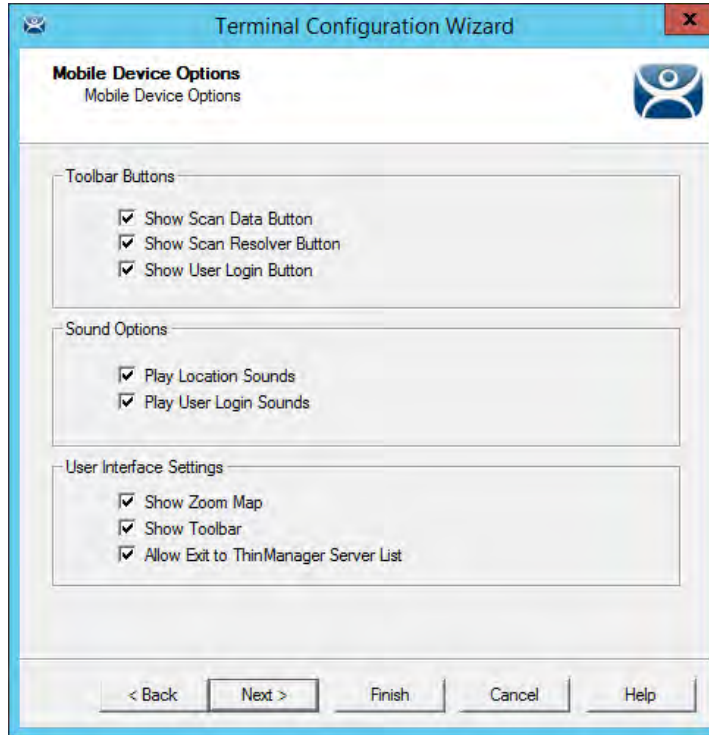 Terminal Configuration Wizard
x
Mobile Device Options
Mobile Device Options
Toolbar Buttons
Show Scan Data Button
Show Scan Resolver Button
Show User Login Button
Sound Options
Play Location Sounds
Play User Login Sounds
User Interface Settings
Show Zoom Map
Show Toolbar
Allow Exit to ThinManager Server List
< Back Next > Finish Cancel Help